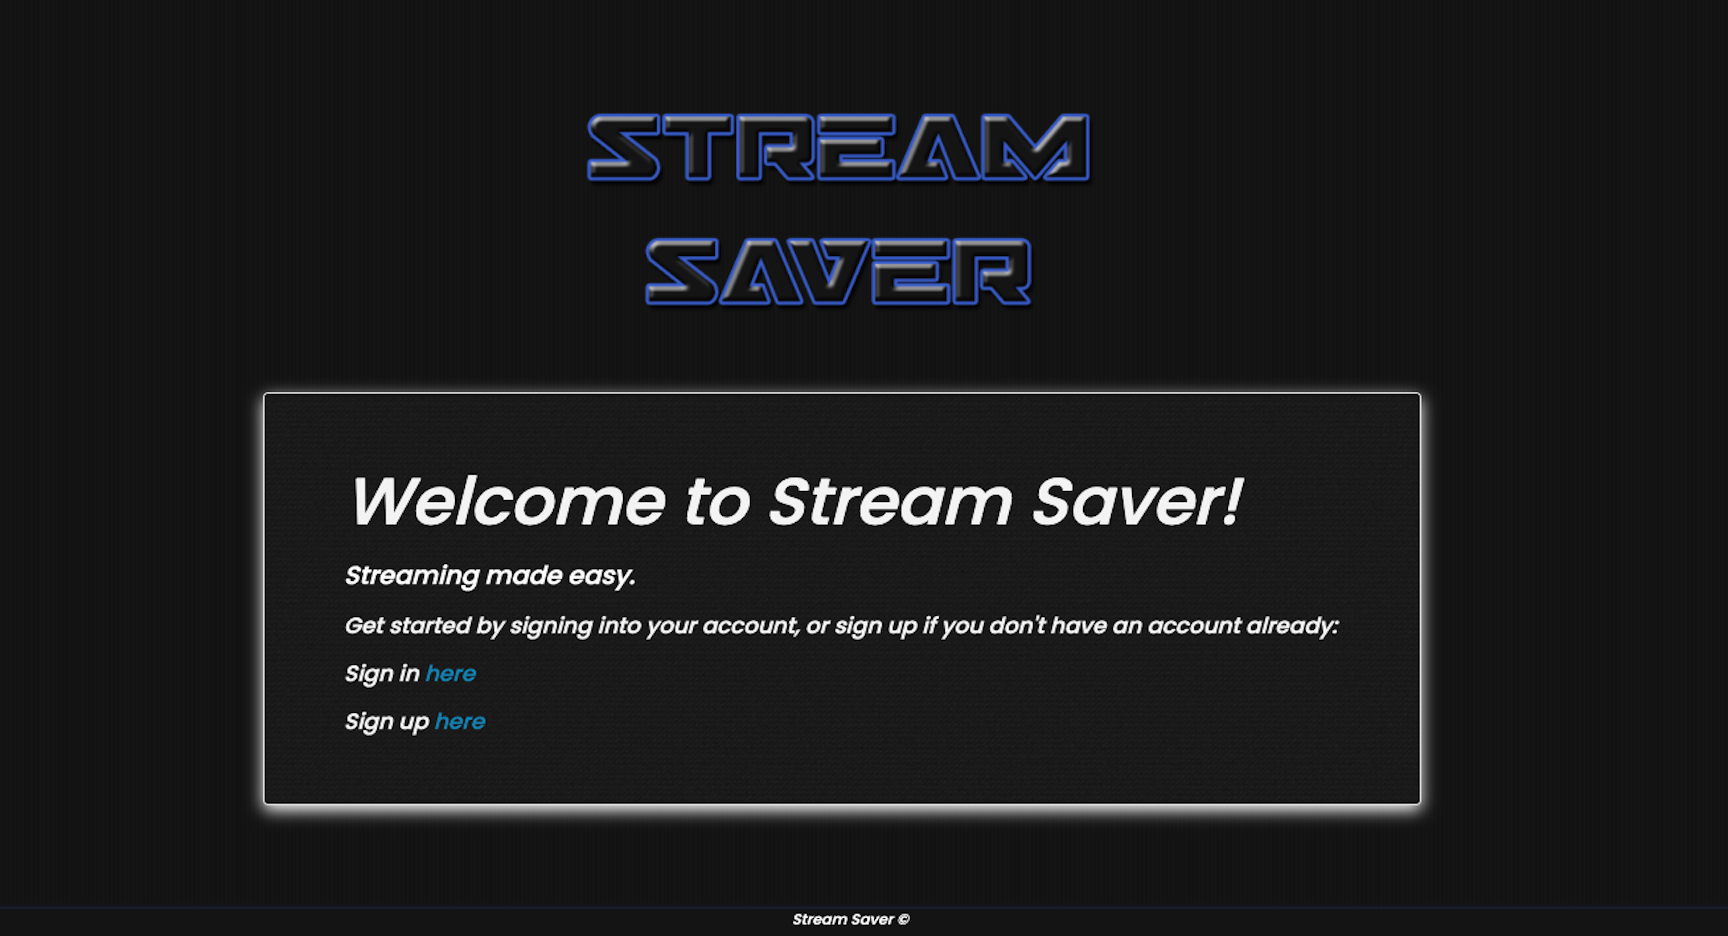 STREAM
SAVER
Welcome to Stream Saver!
Streaming made easy.
Get started by signing into your account, or sign up if you don't have an account already:
Sign in here
Sign up here
Stream Saver ©